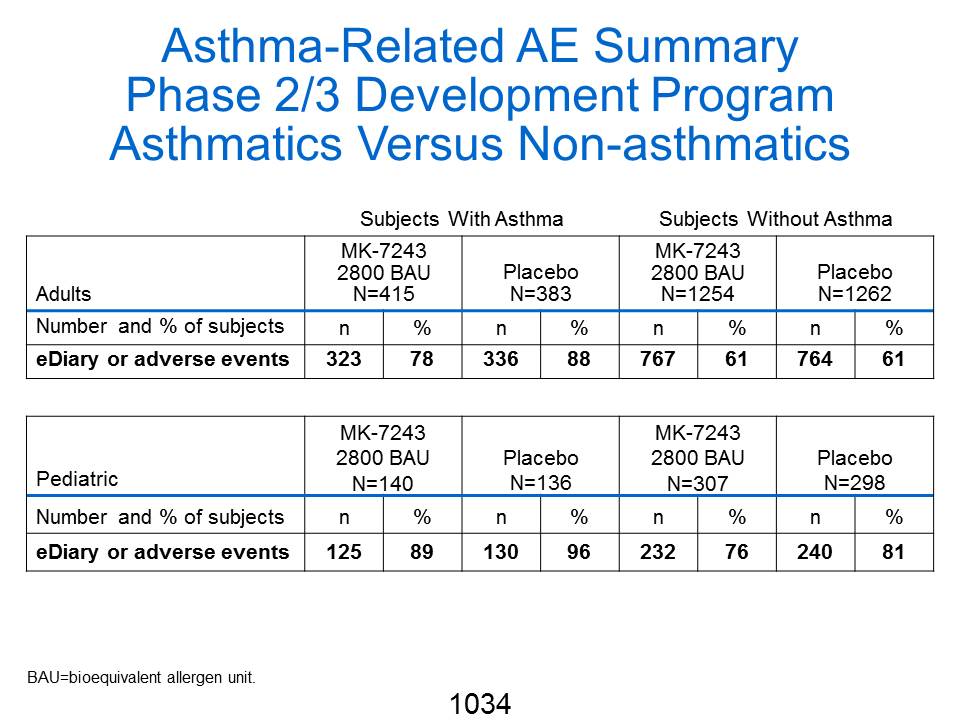 Asthma-Related AE Summary
Phase 2/3 Development Program
Asthmatics Versus Non-asthmatics
Subjects With Asthma Subjects Without Asthma
Adults MK-7243 2800 BAU N=415 Placebo N=383 MK-7243 2800 BAU N=1254 Placebo N=1262
Number and % of subjects n % n % n % n %
eDiary or adverse events 323 78 336 88 767 61 764 61
Pediatric MK-7243 2800 BAU N=140 Placebo N=136 MK-7243 2800 BAU N=307 Placebo N=298
Number and % of subjects n % n % n % n %
eDiary or adverse events 125 89 130 96 232 76 240 81
BAU=bioequivalent allergen unit.
1034